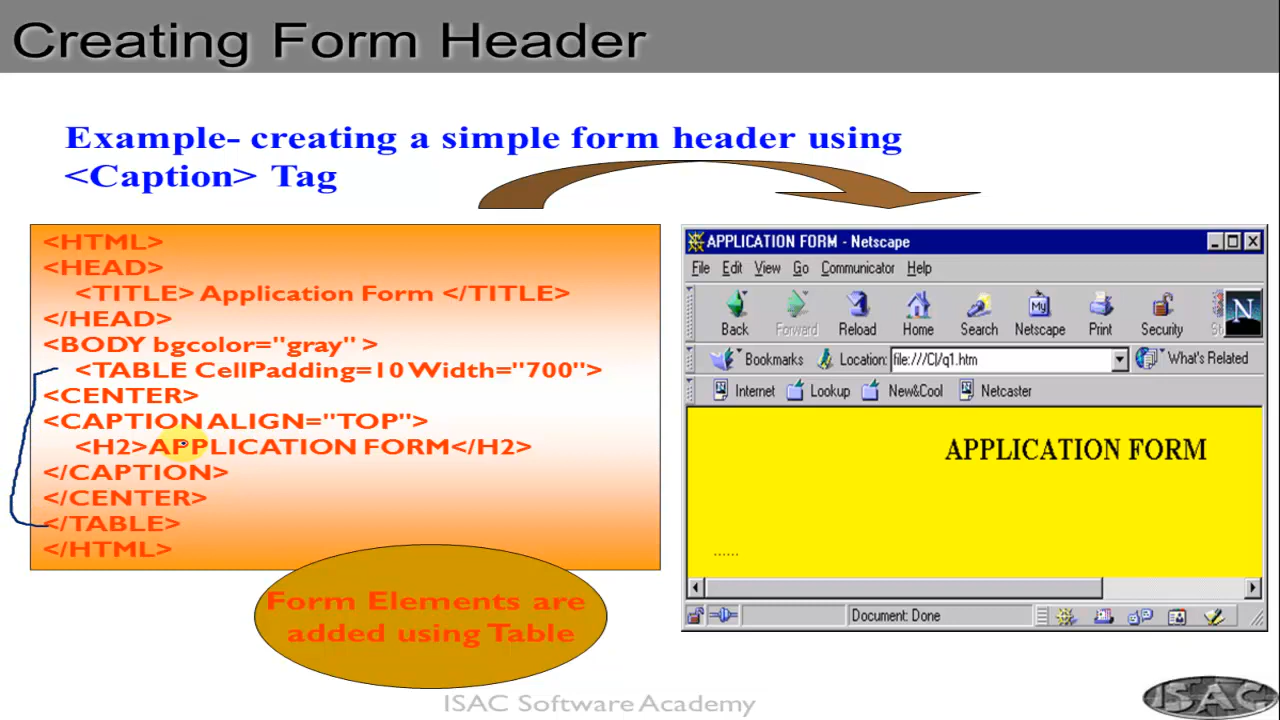 Creating Form Header
Example- creating a simple form header using
<Caption> Tag
<HTML>
<HEAD>
<TITLE> Application Form </TITLE>
</HEAD>
<BODY bgcolor="gray" >
<TABLE CellPadding=10 Width="700">
<CENTER>
<CAPTION ALIGN="TOP">
<H2>APPLICATION FORM</H2>
</CAPTION>
</CENTER>
</TABLE>
</HTML>
Form Elements are
added using Table
APPLICATION FORM - Netscape
File Edit View Go Communicator Help
Back Forward Reload Home Search Netscape Print Security
My
N
Bookmarks Location: file:///C|/q1.htm What's Related
Internet Lookup New&Cool Netcaster
APPLICATION FORM
......
Document: Done
ISAC Software Academy
ISAC